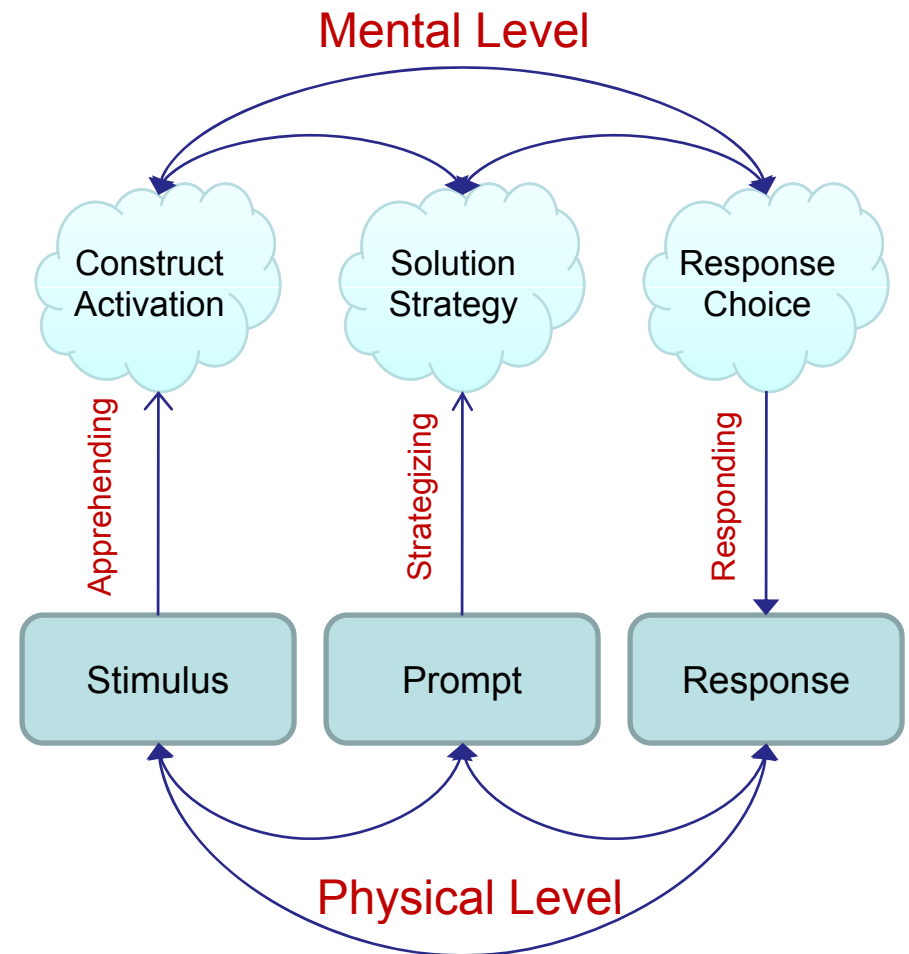 Mental Level
Construct
Activation
Solution
Strategy
Response
Choice
Apprehending
Strategizing
Responding
Stimulus
Prompt
Response
Physical Level